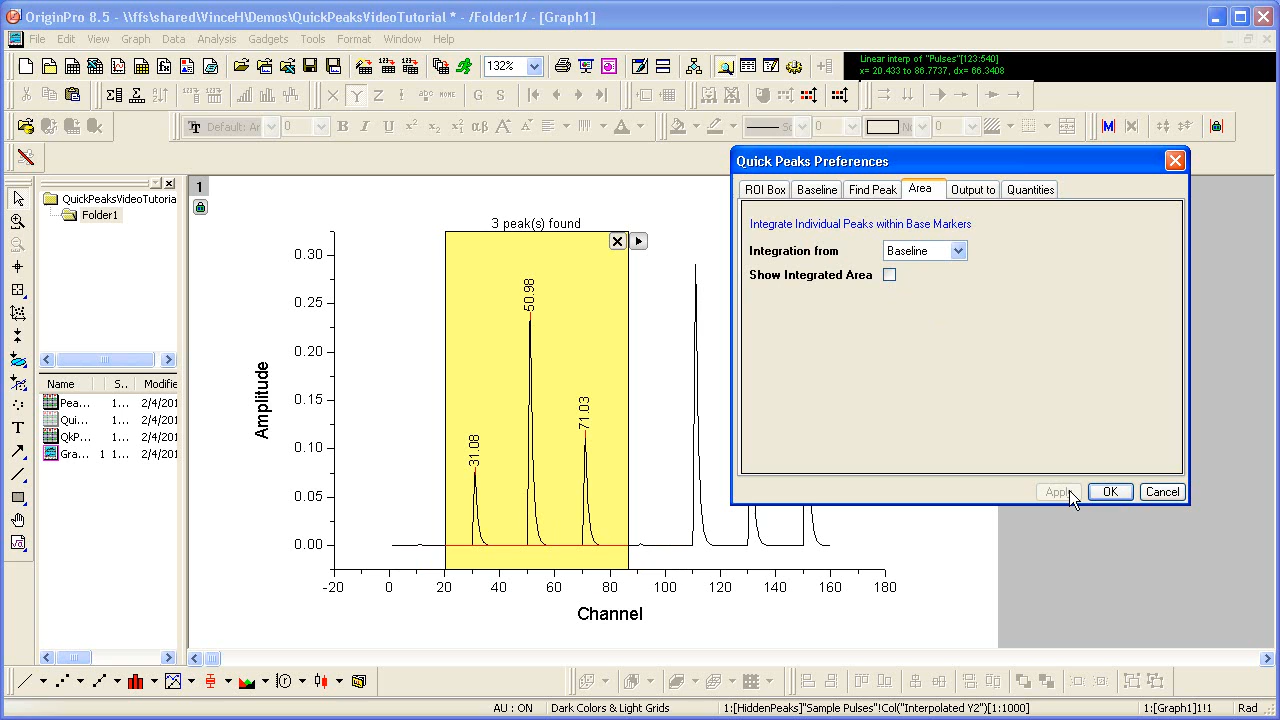 OriginPro 8.5 - \\ffs\shared\VinceH\Demos\QuickPeaksVideoTutorial * - /Folder1/ - [Graph1]
File Edit View Graph Data Analysis Gadgets Tools Format Window Help
132%
Linear interp of "Pulses"[123:540]
x= 20.433 to 86.7737, dx= 66.3408
Default: Ar 0 B I U
QuickPeaksVideoTutoria
Folder1
Name S.. Modifie
Pea... 1... 2/4/201
Qui... 1... 2/4/201
QkP... 1... 2/4/201
Gra... 1 1... 2/4/201
1
3 peak(s) found
0.30
0.25
0.20
0.15
0.10
0.05
0.00
Amplitude
31.08
50.98
71.03
-20 0 20 40 60 80 100 120 140 160 180
Channel
Quick Peaks Preferences
ROI Box Baseline Find Peak Area Output to Quantities
Integrate Individual Peaks within Base Markers
Integration from Baseline
Show Integrated Area
Apply OK Cancel
AU : ON Dark Colors & Light Grids 1:[HiddenPeaks]"Sample Pulses"!Col("Interpolated Y2")[1:1000] 1:[Graph1]1!1 Rad